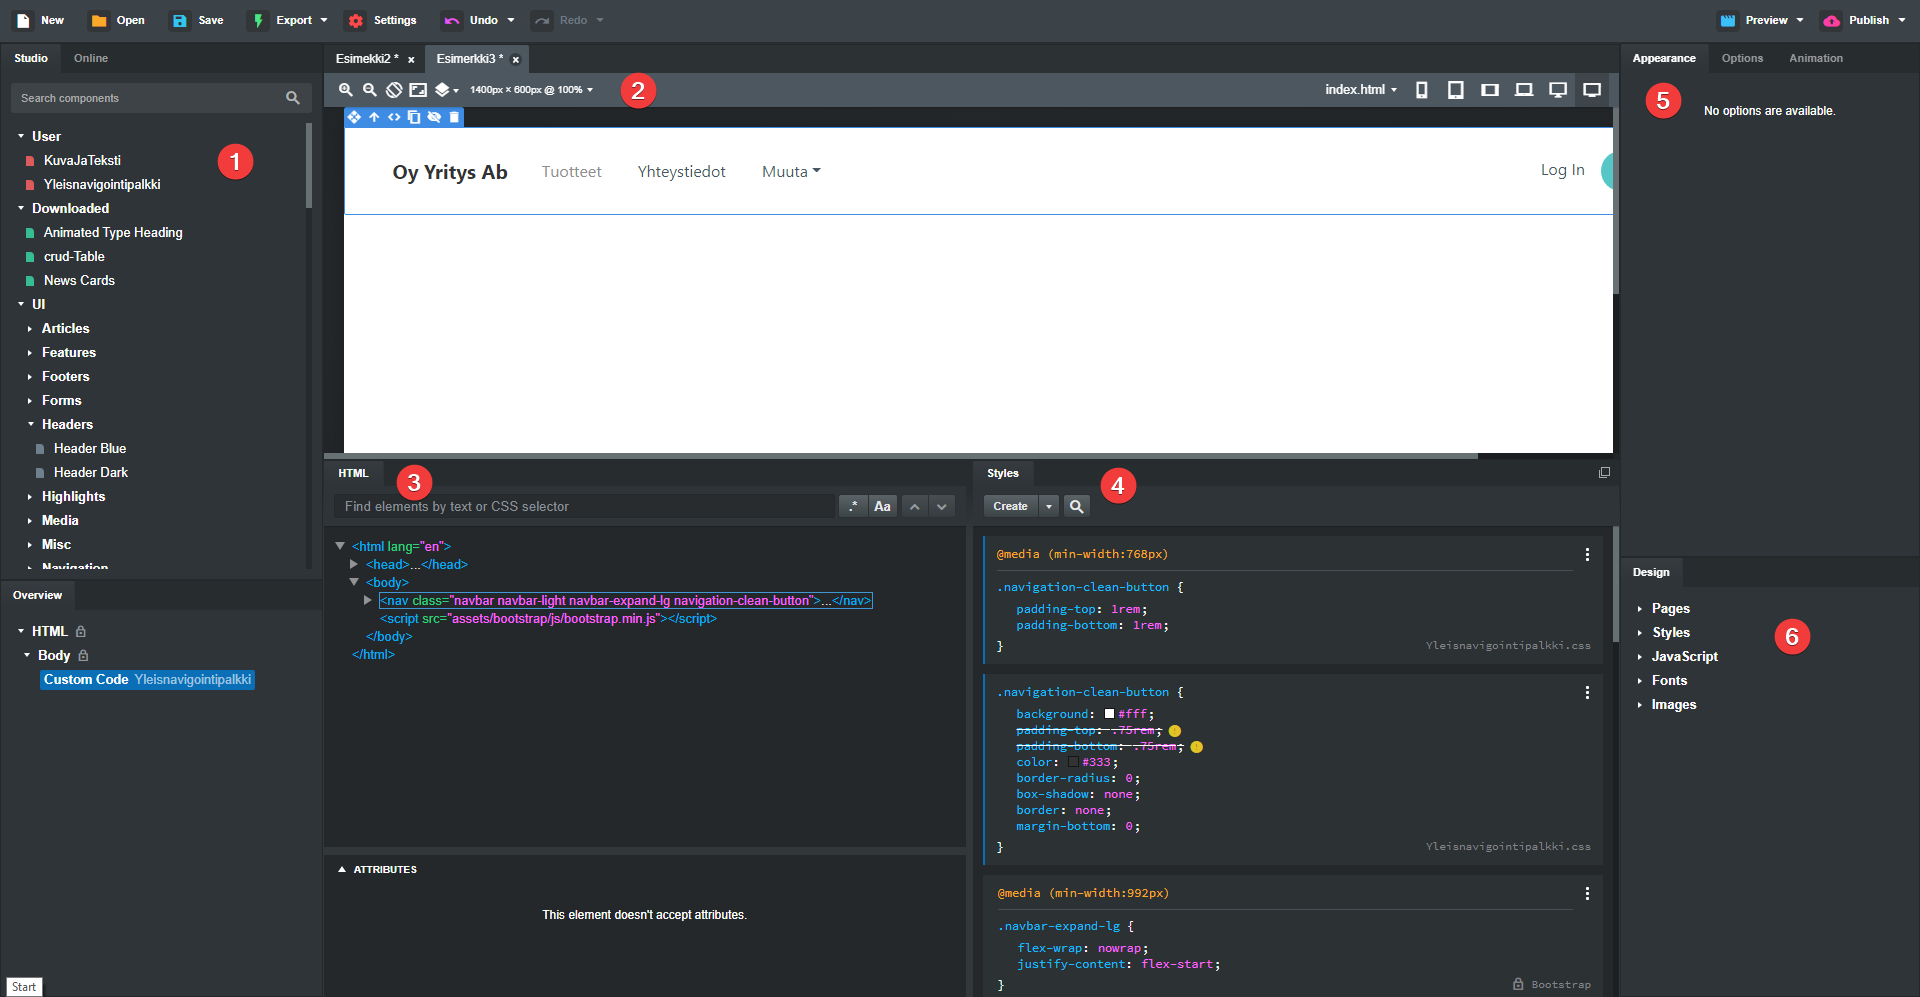 New Open Save Export Settings Undo Redo Preview Publish
Studio Online
Search components
User
KuvaJaTeksti
Yleisnavigointipalkki
Downloaded
Animated Type Heading
crud-Table
News Cards
UI
Articles
Features
Footers
Forms
Headers
Header Blue
Header Dark
Highlights
Media
Misc
Navigation
1
Overview
HTML
Body
Custom Code Yleisnavigointipalkki
Start
Esimekki2 * × Esimerkki3 * ×
1400px × 600px @ 100% 2 index.html
Oy Yritys Ab Tuotteet Yhteystiedot Muuta Log In
HTML 3
Find elements by text or CSS selector .* Aa
<html lang="en">
<head>...</head>
<body>
<nav class="navbar navbar-light navbar-expand-lg navigation-clean-button">...</nav>
<script src="assets/bootstrap/js/bootstrap.min.js"></script>
</body>
</html>
ATTRIBUTES
This element doesn't accept attributes.
Styles 4
Create
@media (min-width:768px)
.navigation-clean-button {
padding-top: 1rem;
padding-bottom: 1rem;
}
Yleisnavigointipalkki.css
.navigation-clean-button {
background: #fff;
padding-top: .75rem;
padding-bottom: .75rem;
color: #333;
border-radius: 0;
box-shadow: none;
border: none;
margin-bottom: 0;
}
Yleisnavigointipalkki.css
@media (min-width:992px)
.navbar-expand-lg {
flex-wrap: nowrap;
justify-content: flex-start;
}
Bootstrap
Appearance Options Animation
5
No options are available.
Design
Pages
Styles
JavaScript
Fonts
Images
6